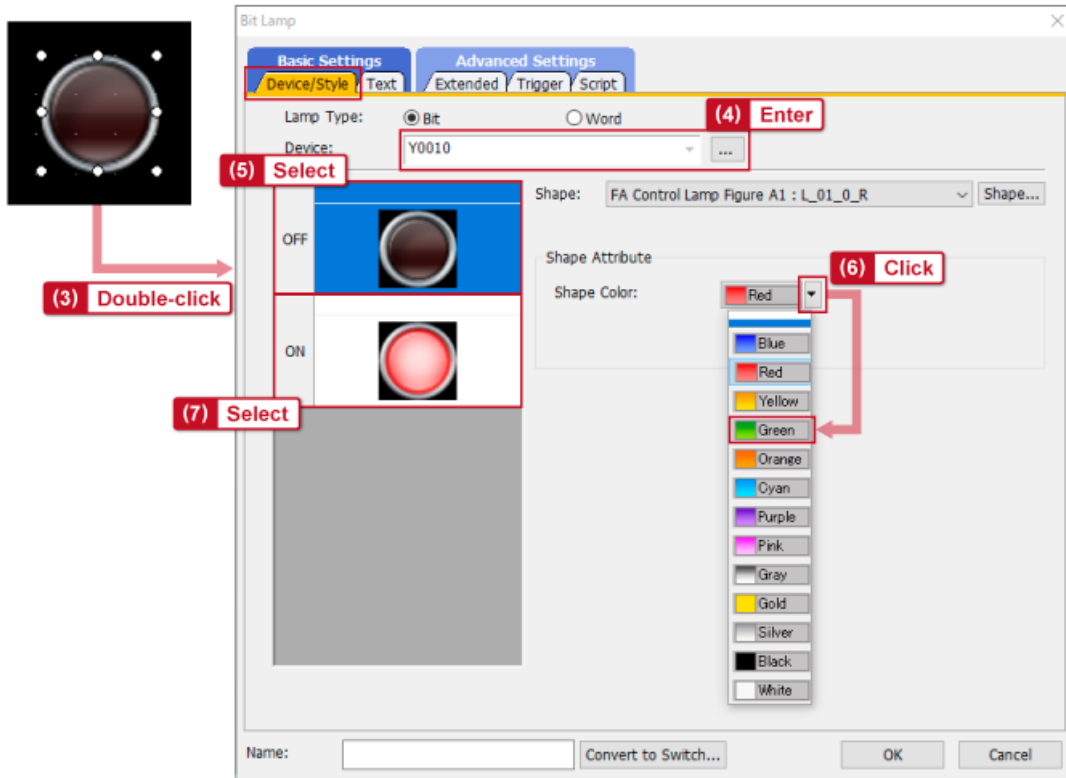 Bit Lamp
Basic Settings
Advanced Settings
Device/Style
Text
Extended
Trigger
Script
Lamp Type:
Bit
Word
(4) Enter
Device:
Y0010
...
(5) Select
Shape:
FA Control Lamp Figure A1 : L_01_0_R
Shape...
OFF
Shape Attribute
(6) Click
(3) Double-click
Shape Color:
Red
ON
Blue
Red
Yellow
(7) Select
Green
Orange
Cyan
Purple
Pink
Gray
Gold
Silver
Black
White
Name:
Convert to Switch...
OK
Cancel